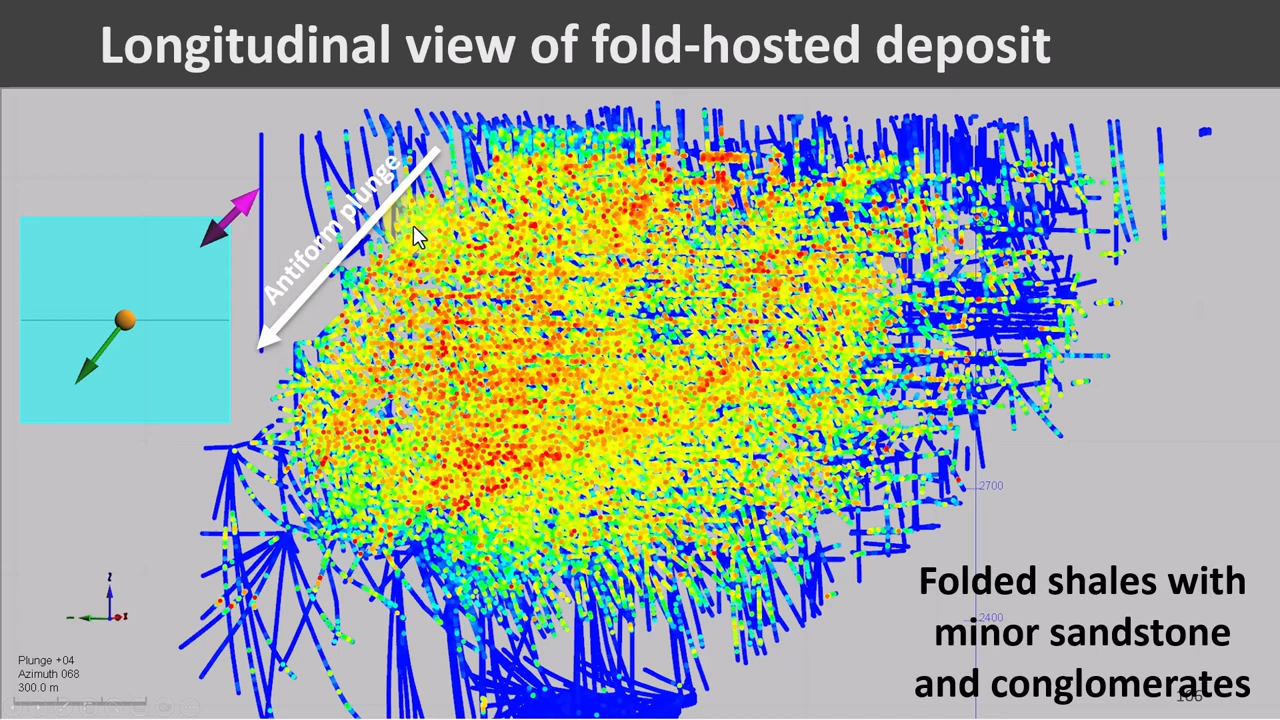 Longitudinal view of fold-hosted deposit
Antiform plunge
2700
2400
Folded shales with
minor sandstone
and conglomerates
Plunge +04
Azimuth 068
300.0 m